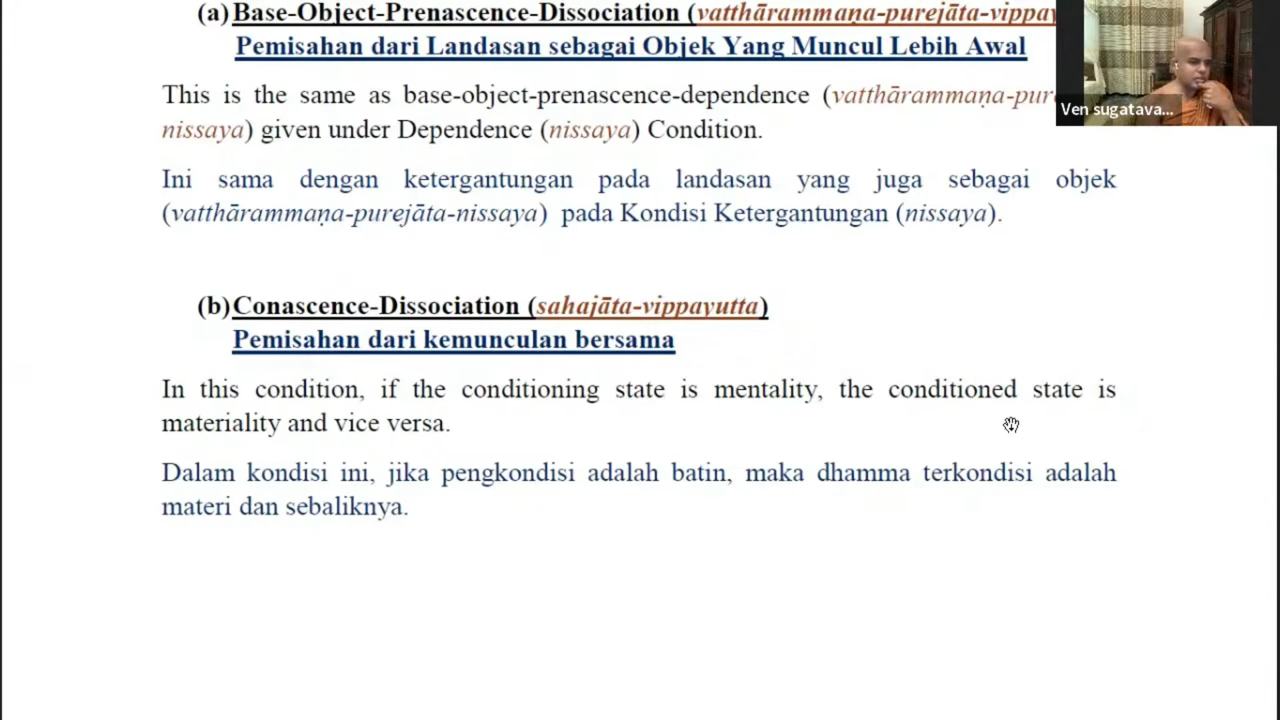 (a) Base-Object-Prenascence-Dissociation (vatthārammaṇa-purejāta-vippay
Pemisahan dari Landasan sebagai Objek Yang Muncul Lebih Awal
This is the same as base-object-prenascence-dependence (vatthārammaṇa-pure
nissaya) given under Dependence (nissaya) Condition.
Ini sama dengan ketergantungan pada landasan yang juga sebagai objek
(vatthārammaṇa-purejāta-nissaya) pada Kondisi Ketergantungan (nissaya).
(b) Conascence-Dissociation (sahajāta-vippayutta)
Pemisahan dari kemunculan bersama
In this condition, if the conditioning state is mentality, the conditioned state is
materiality and vice versa.
Dalam kondisi ini, jika pengkondisi adalah batin, maka dhamma terkondisi adalah
materi dan sebaliknya.
Ven sugatava...